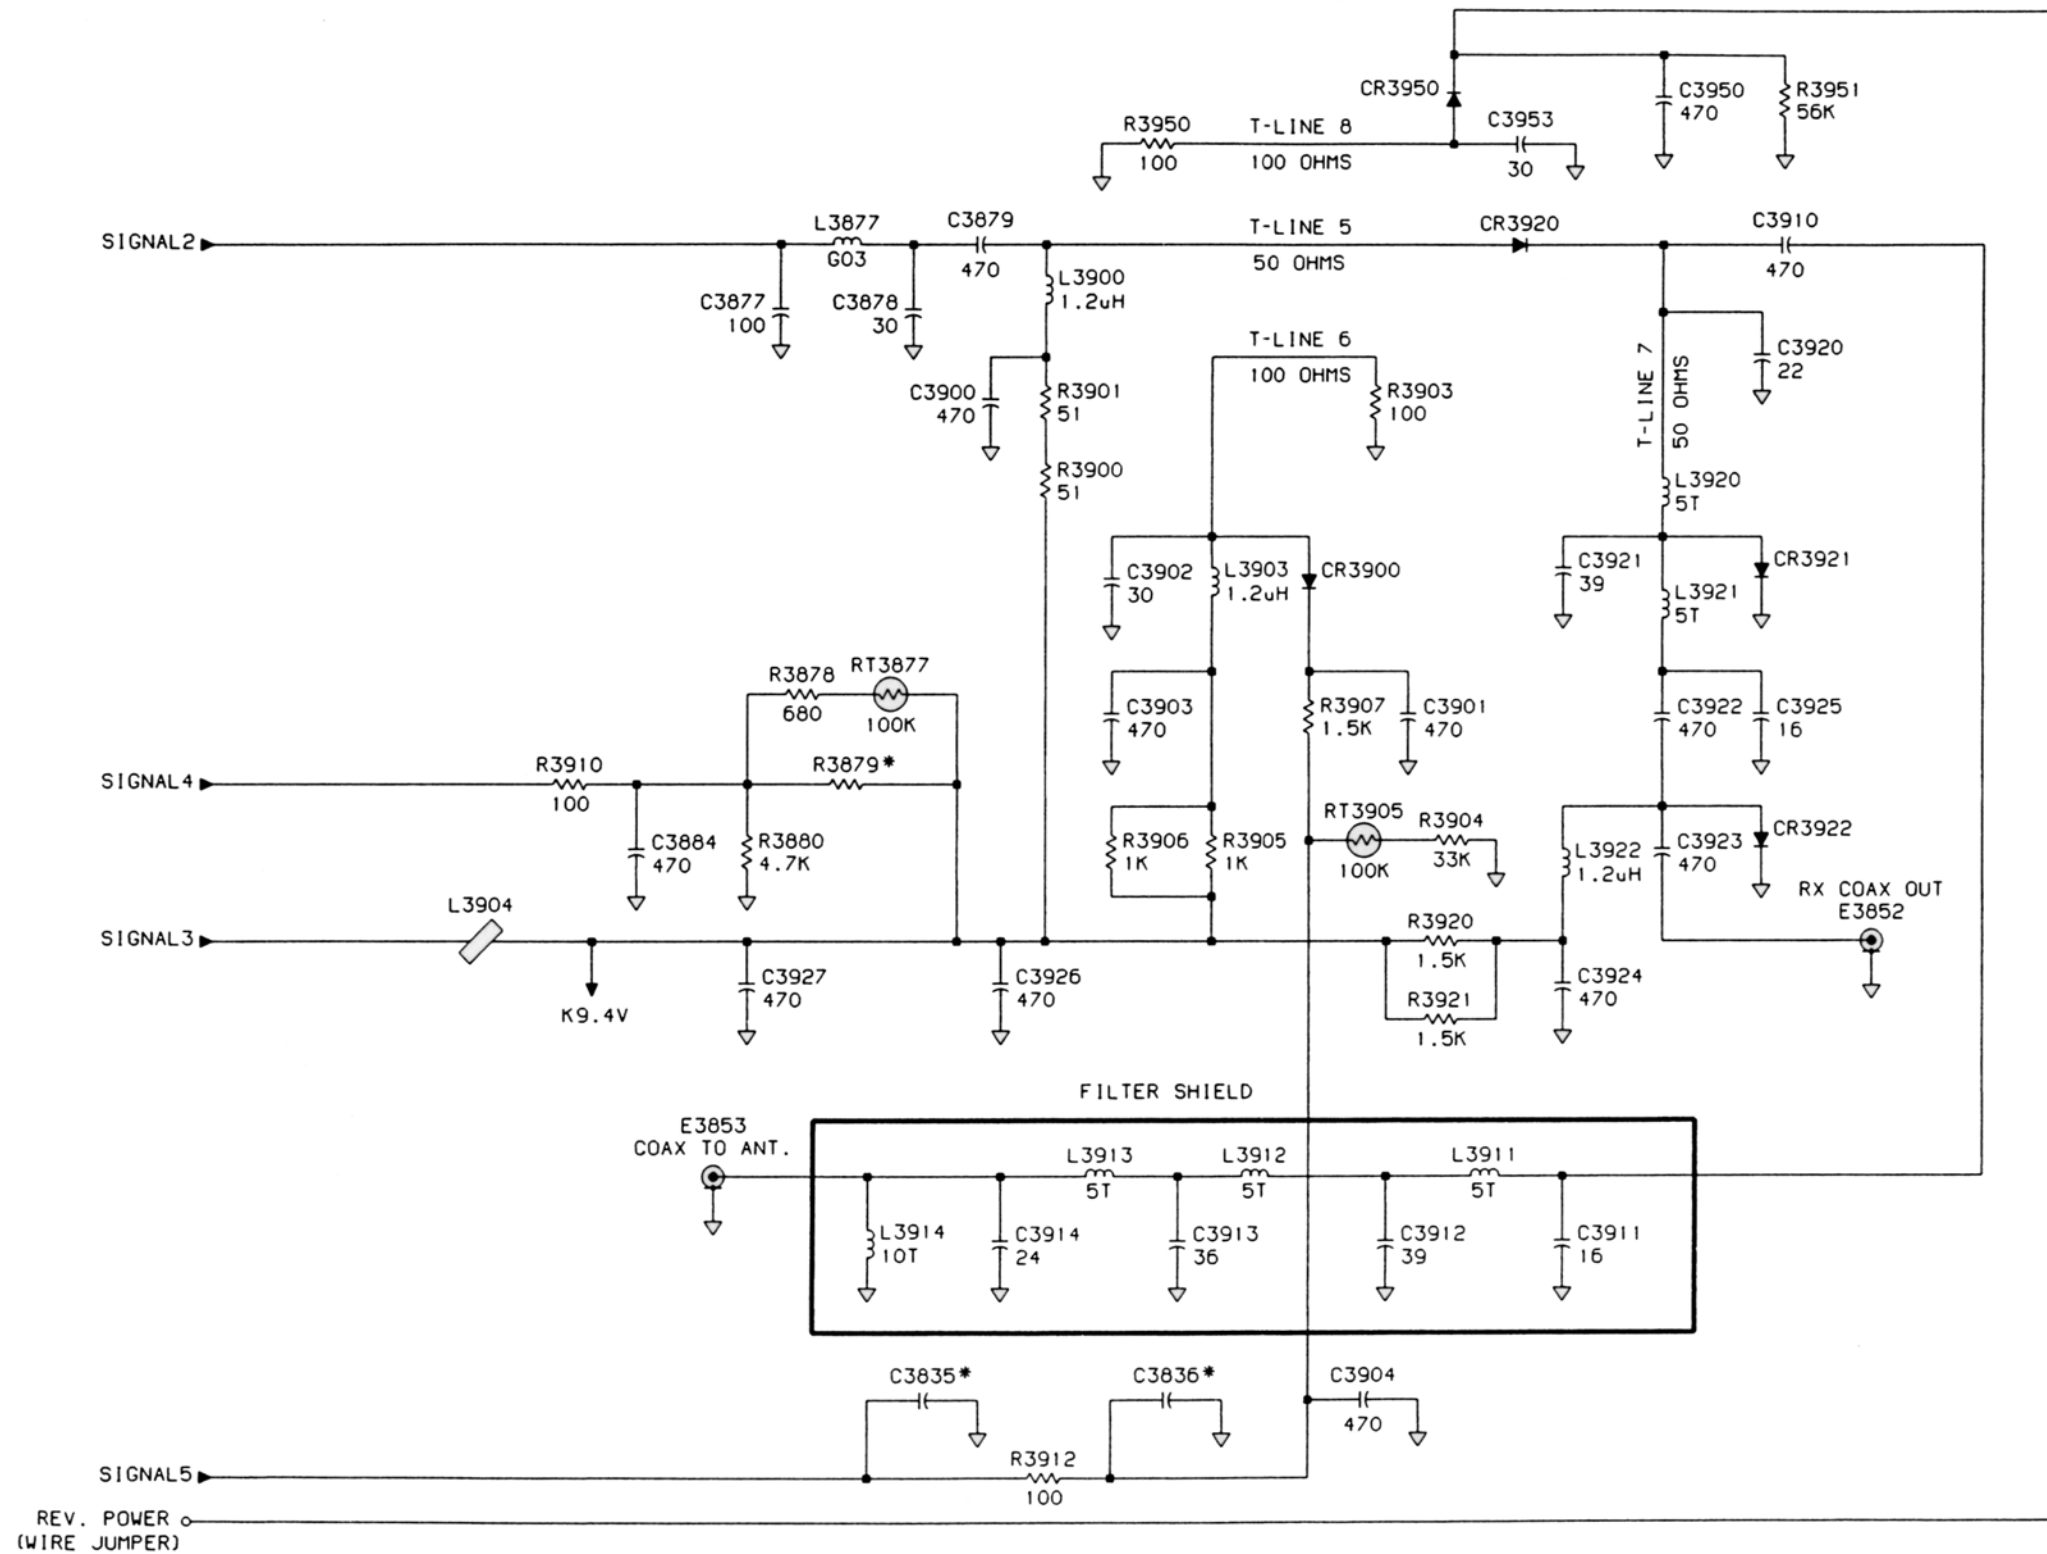 CR3950
C3950
470
R3951
56K
R3950
100
T-LINE 8
100 OHMS
C3953
30
SIGNAL2
L3877
G03
C3879
470
T-LINE 5
50 OHMS
CR3920
C3910
470
C3877
100
C3878
30
L3900
1.2uH
T-LINE 6
100 OHMS
T-LINE 7
50 OHMS
C3920
22
C3900
470
R3901
51
R3903
100
R3900
51
L3920
5T
C3902
30
L3903
1.2uH
CR3900
C3921
39
CR3921
L3921
5T
R3878
680
RT3877
100K
C3903
470
R3907
1.5K
C3901
470
C3922
470
C3925
16
SIGNAL4
R3910
100
R3879*
C3884
470
R3880
4.7K
R3906
1K
R3905
1K
RT3905
100K
R3904
33K
L3922
1.2uH
C3923
470
CR3922
RX COAX OUT
E3852
SIGNAL3
L3904
K9.4V
C3927
470
C3926
470
R3920
1.5K
R3921
1.5K
C3924
470
FILTER SHIELD
E3853
COAX TO ANT.
L3913
5T
L3912
5T
L3911
5T
L3914
10T
C3914
24
C3913
36
C3912
39
C3911
16
C3835*
C3836*
C3904
470
SIGNAL5
R3912
100
REV. POWER
(WIRE JUMPER)